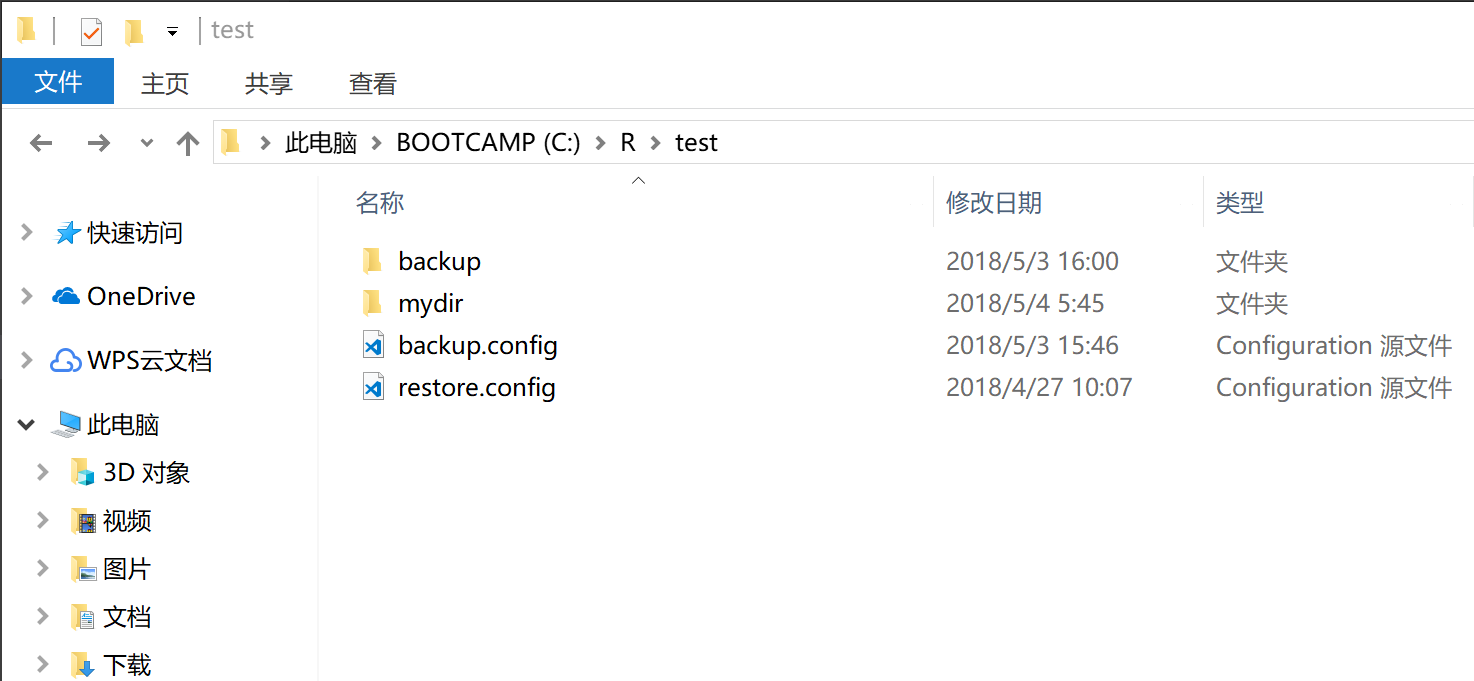 test
文件 主页 共享 查看
此电脑 BOOTCAMP (C:) R test
名称 修改日期 类型
快速访问
OneDrive
WPS云文档
此电脑
3D 对象
视频
图片
文档
下载
backup 2018/5/3 16:00 文件夹
mydir 2018/5/4 5:45 文件夹
backup.config 2018/5/3 15:46 Configuration 源文件
restore.config 2018/4/27 10:07 Configuration 源文件